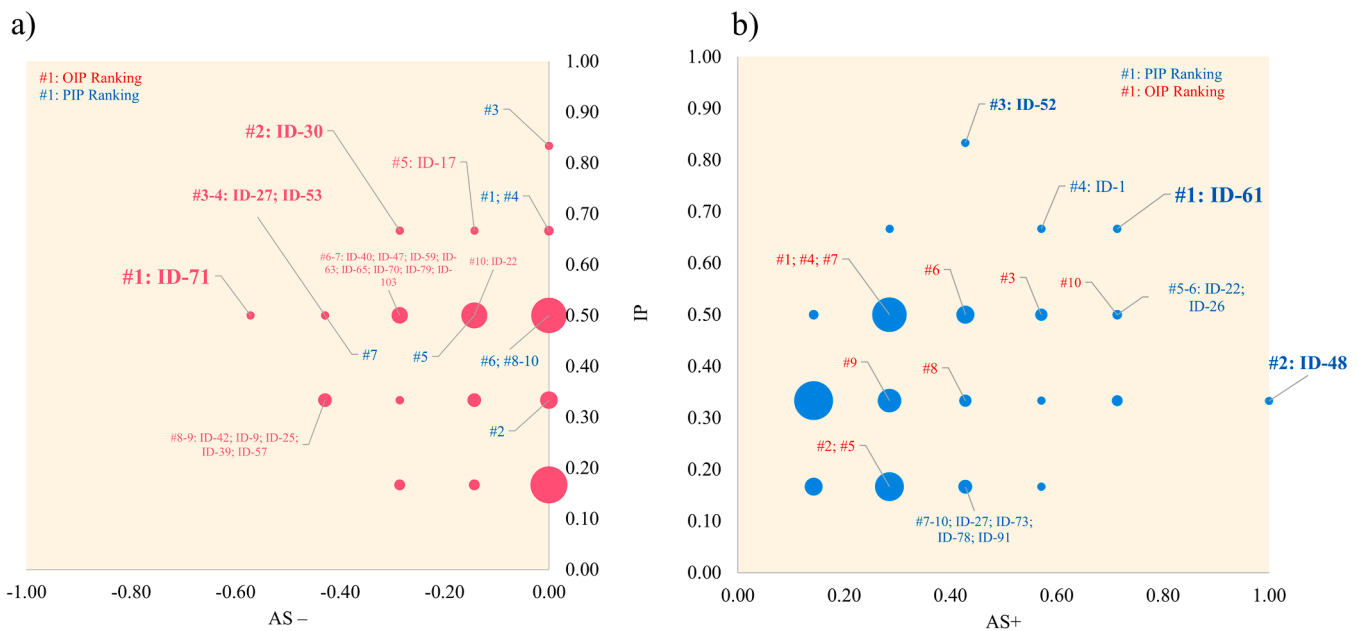 a)
#1: OIP Ranking
#1: PIP Ranking
#3
#2: ID-30
#5: ID-17
#3-4: ID-27; ID-53
#1; #4
#6-7: ID-40; ID-47; ID-59; ID-
63; ID-65; ID-70; ID-79; ID-
103
#10: ID-22
#1: ID-71
#7
#5
#6; #8-10
#2
#8-9: ID-42; ID-9; ID-25;
ID-39; ID-57
1.00
0.90
0.80
0.70
0.60
0.50
0.40
0.30
0.20
0.10
0.00
IP
-1.00
-0.80
-0.60
-0.40
-0.20
0.00
AS –
b)
1.00
0.90
0.80
0.70
0.60
0.50
0.40
0.30
0.20
0.10
0.00
#1: PIP Ranking
#1: OIP Ranking
#3: ID-52
#4: ID-1
#1: ID-61
#1; #4; #7
#6
#3
#10
#5-6: ID-22;
ID-26
#2: ID-48
#9
#8
#2; #5
#7-10; ID-27; ID-73;
ID-78; ID-91
0.00
0.20
0.40
0.60
0.80
1.00
AS+